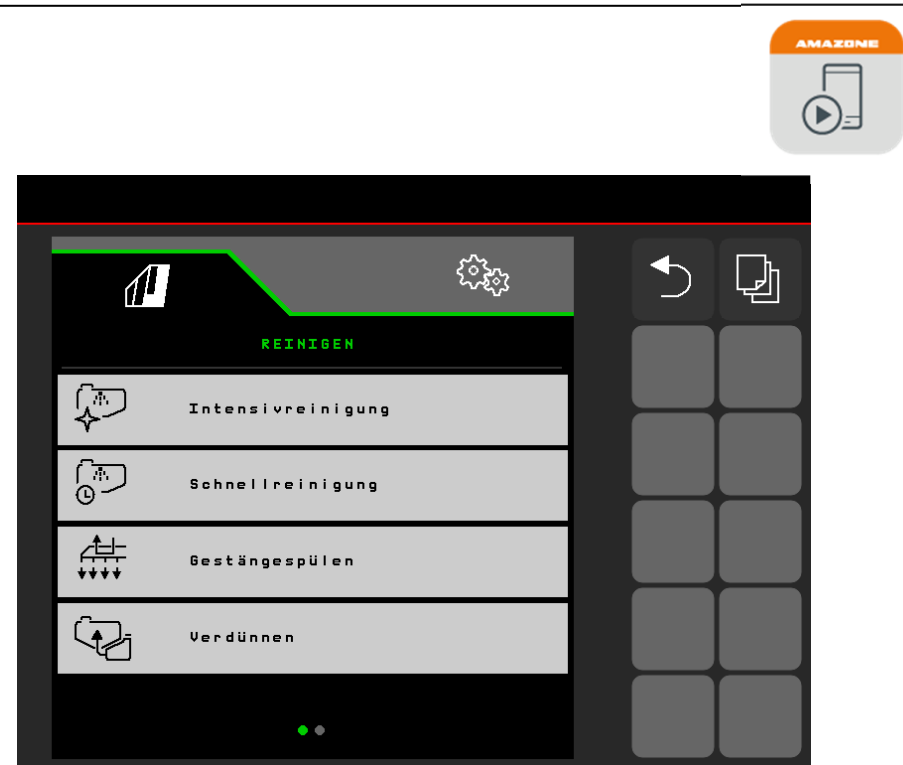 AMAZONE
REINIGEN
Intensivreinigung
Schnellreinigung
Gestängespülen
Verdünnen